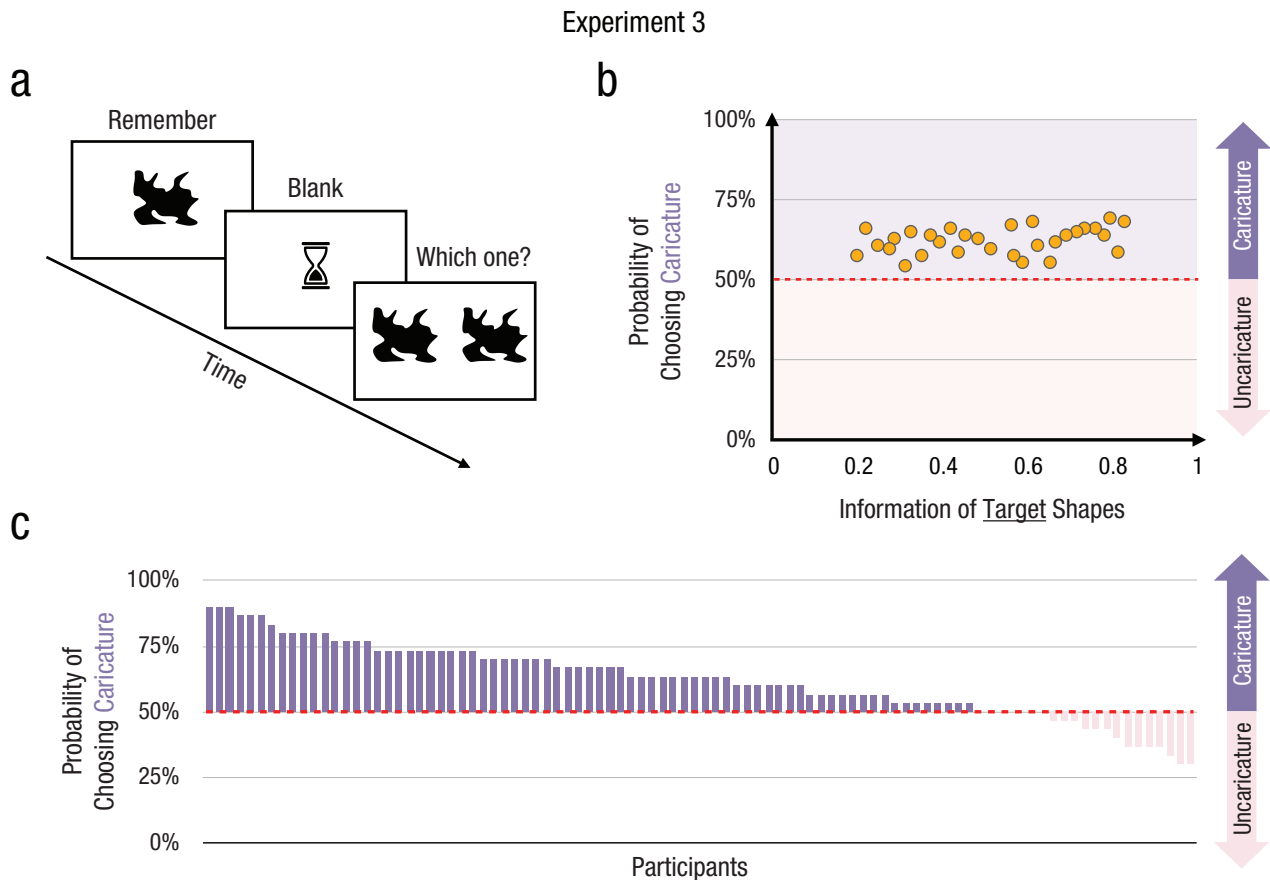 Experiment 3
a
Remember
Blank
Which one?
Time
b
Probability of
Choosing Caricature
100%
75%
50%
25%
0%
0 0.2 0.4 0.6 0.8 1
Information of Target Shapes
Caricature
Uncaricature
c
Probability of
Choosing Caricature
100%
75%
50%
25%
0%
Participants
Caricature
Uncaricature